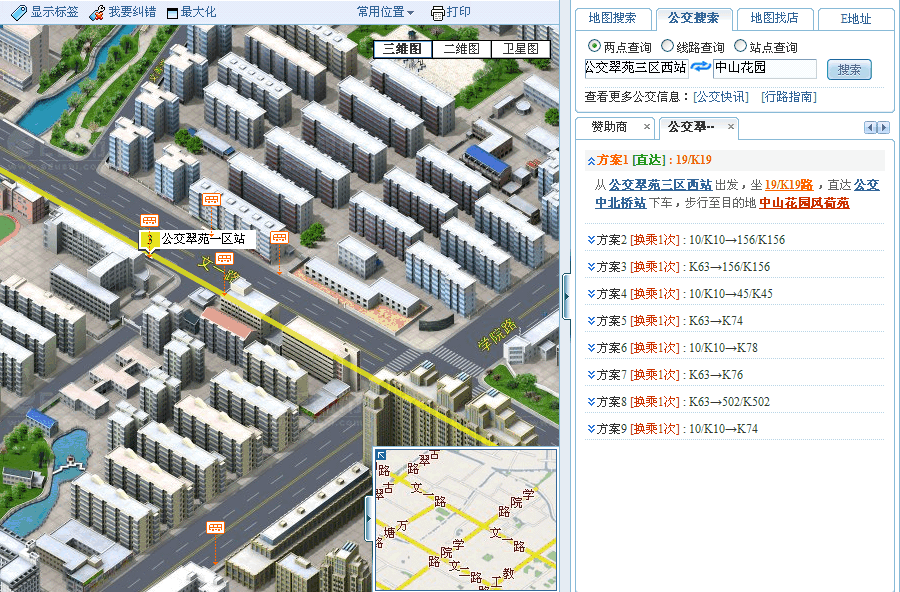 显示标签 我要纠错 最大化 常用位置 打印
三维图 二维图 卫星图
3 公交翠苑一区站
文一路
学院路
路 路 翠 古
翠 古 文 一 路
路 院 学
塘 万
路 院 学 文 一 路
文 一 路 工 教
地图搜索 公交搜索 地图找店 E地址
两点查询 线路查询 站点查询
公交翠苑三区西站 中山花园 搜索
查看更多公交信息：[公交快讯] [行路指南]
赞助商 × 公交翠-- ×
方案1 [直达] : 19/K19
从 公交翠苑三区西站 出发，坐 19/K19路 ，直达 公交
中北桥站 下车，步行至目的地 中山花园风荷苑
方案2 [换乘1次] : 10/K10→156/K156
方案3 [换乘1次] : K63→156/K156
方案4 [换乘1次] : 10/K10→45/K45
方案5 [换乘1次] : K63→K74
方案6 [换乘1次] : 10/K10→K78
方案7 [换乘1次] : K63→K76
方案8 [换乘1次] : K63→502/K502
方案9 [换乘1次] : 10/K10→K74